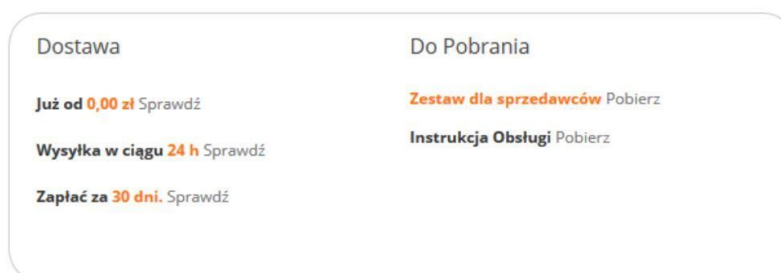 Dostawa
Już od 0,00 zł Sprawdź
Wysyłka w ciągu 24 h Sprawdź
Zapłać za 30 dni. Sprawdź
Do Pobrania
Zestaw dla sprzedawców Pobierz
Instrukcja Obsługi Pobierz